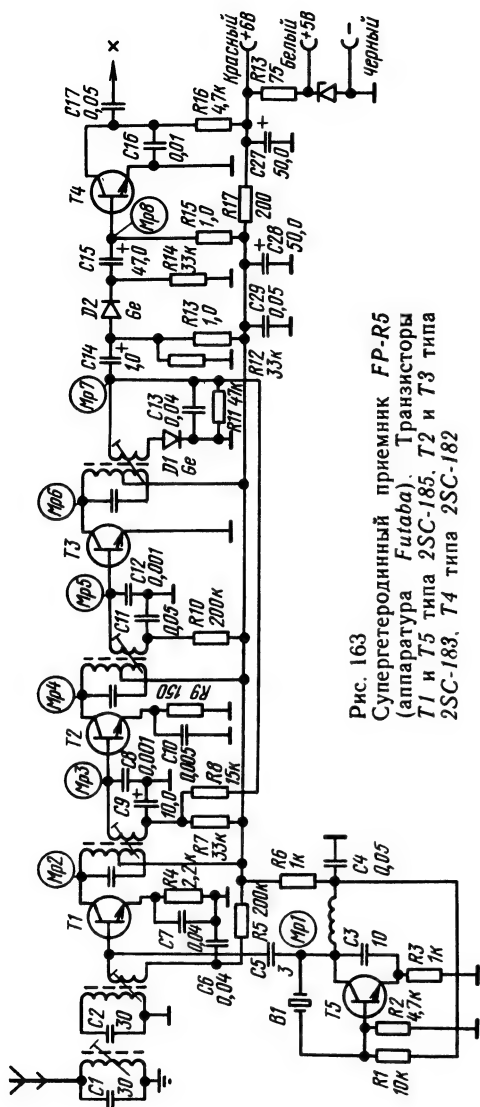 C1
30
C2
30
T1
Мр2
C7
0,04
R4
2,2к
C6
0,04
R5
200к
C5
3
Мр1
B1
R1
10к
R2
4,7к
T5
C3
10
R3
1к
R6
1к
C4
0,05
R7
33к
R8
15к
C9
10,0
+
C8
0,001
Мр3
T2
Мр4
C10
0,005
R9 150
C11
0,05
R10
200к
C12
0,001
Мр5
T3
Мр6
D1
6е
C13
0,04
R11 47к
Мр7
C14
1,0
+
R12
33к
R13
1,0
D2
6е
C15
47,0
+
R14
33к
R15
1,0
Мр8
T4
C29
0,05
C28
50,0
+
R17
200
C27
50,0
+
C16
0,01
C17
0,05
х
R16
4,7к
Красный
+6В
R13
75
белый
+5В
-
Черный
Рис. 163
Супергетеродинный приемник FP-R5
(аппаратура Futaba). Транзисторы
T1 и T5 типа 2SC-185, T2 и T3 типа
2SC-183, T4 типа 2SC-182